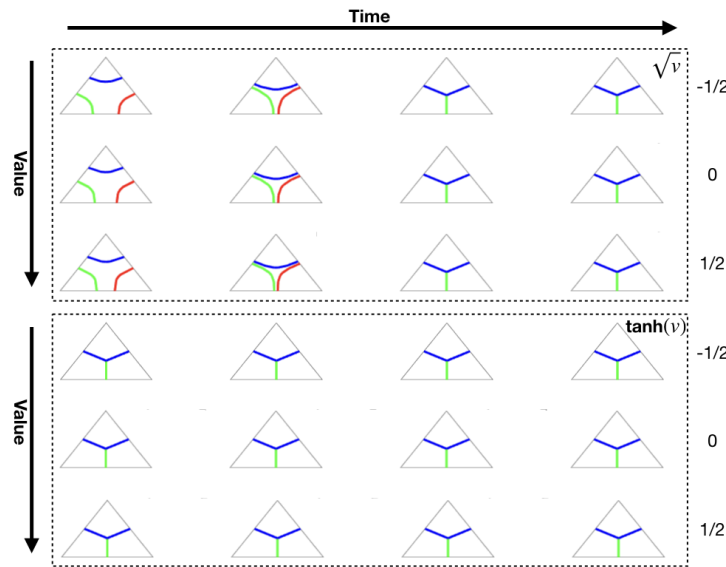 Time
√v
-1/2
Value
0
1/2
tanh(v)
-1/2
Value
0
1/2